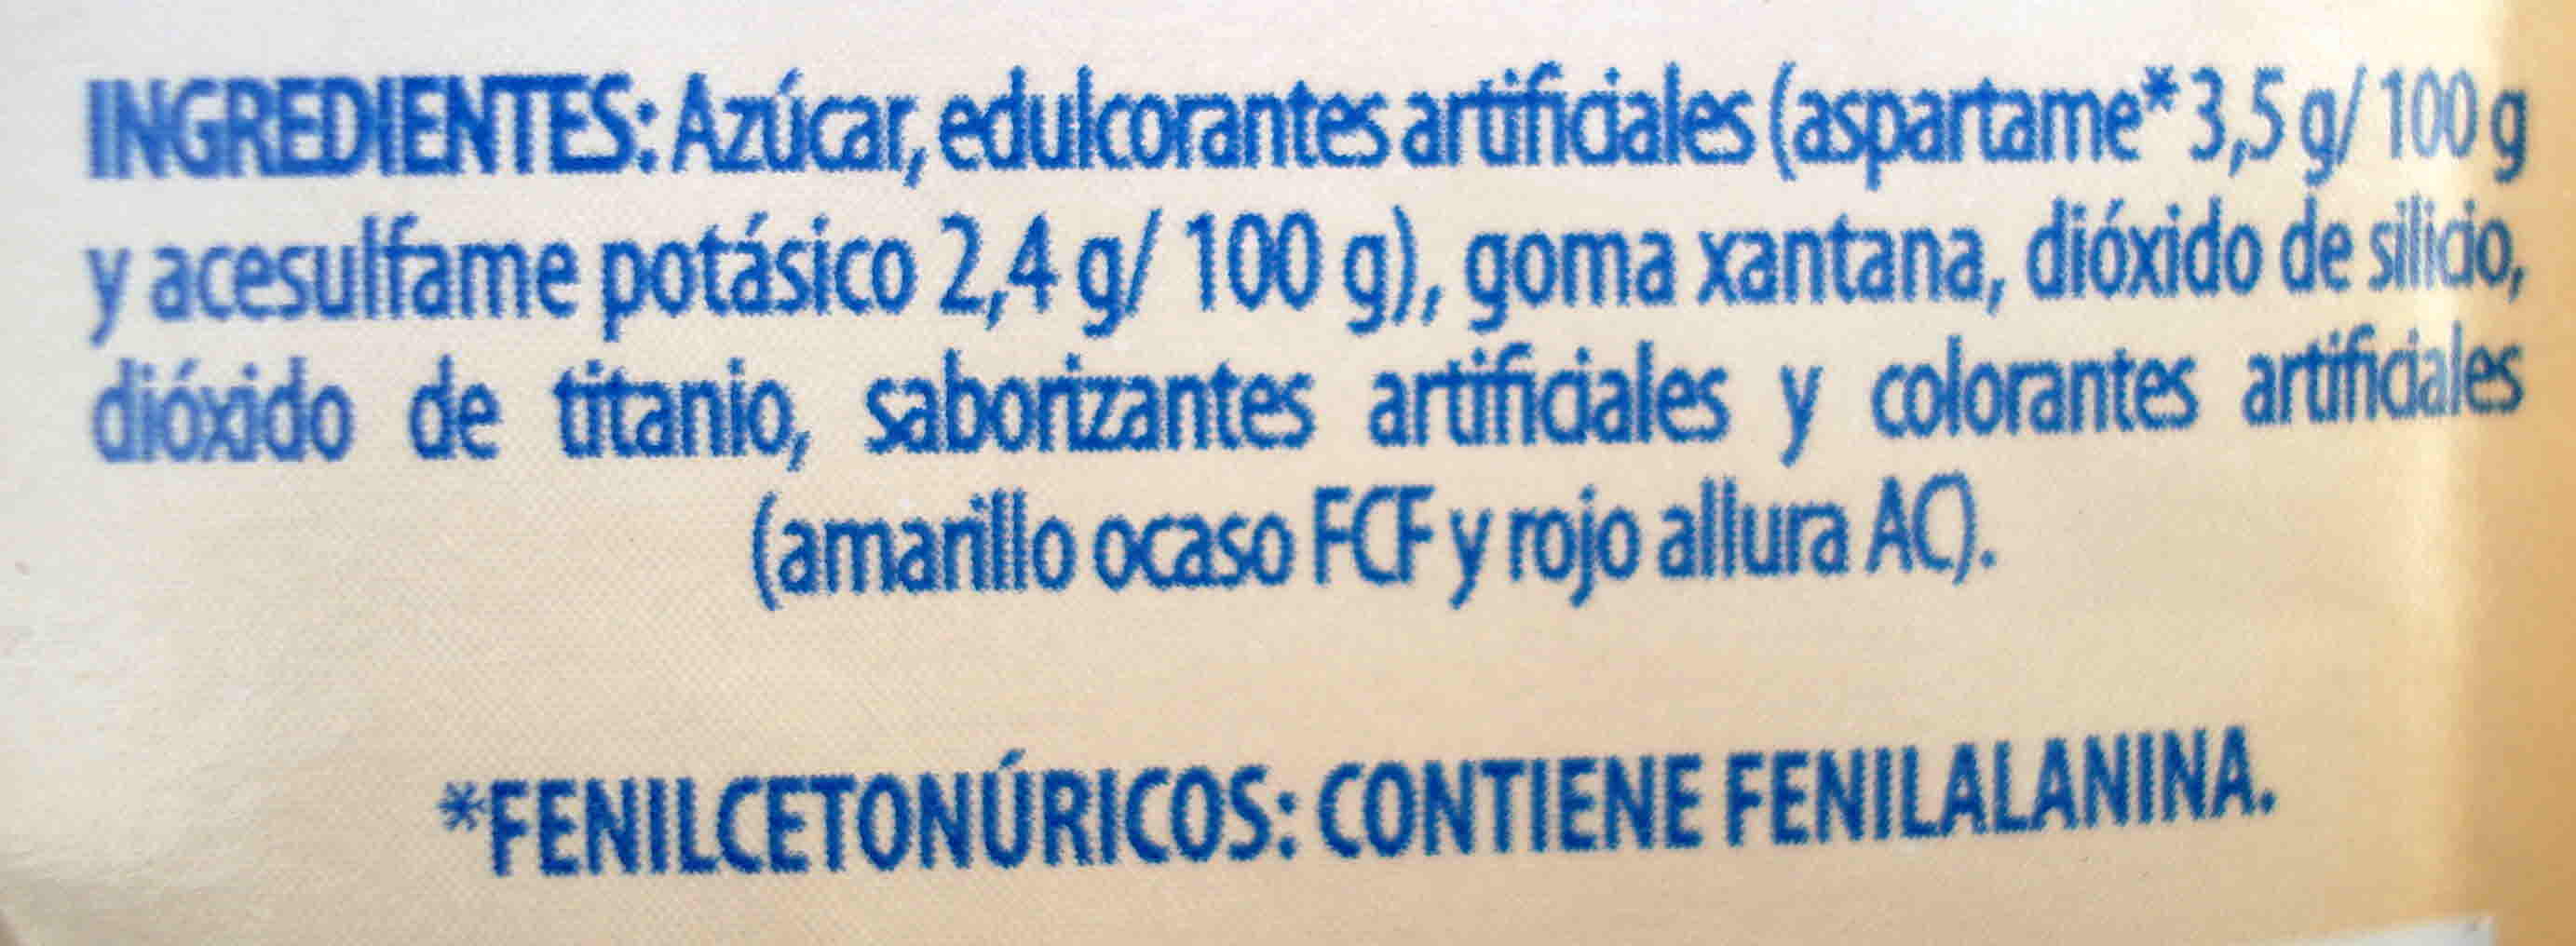 INGREDIENTES: Azúcar, edulcorantes artificiales (aspartame* 3,5 g/ 100 g
y acesulfame potásico 2,4 g/ 100 g), goma xantana, dióxido de silicio,
dióxido de titanio, saborizantes artificiales y colorantes artificiales
(amarillo ocaso FCF y rojo allura AC).
*FENILCETONÚRICOS: CONTIENE FENILALANINA.